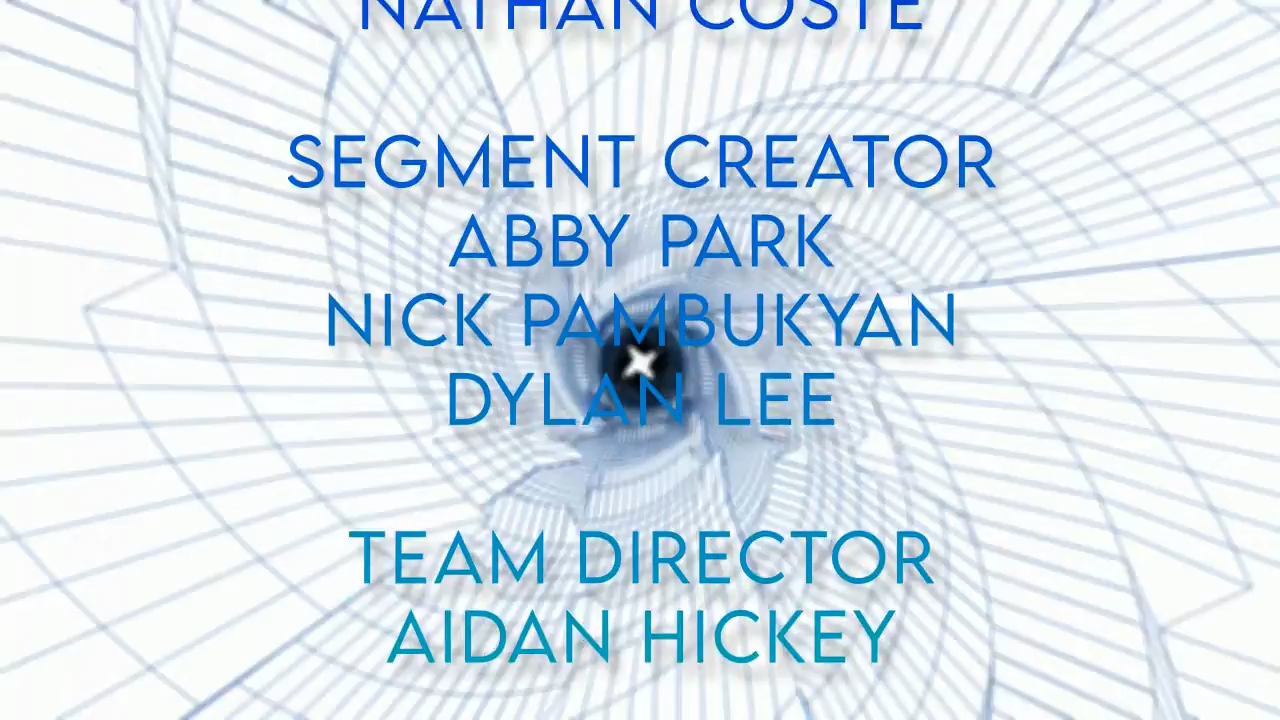 NATHAN COSTE
SEGMENT CREATOR
ABBY PARK
NICK PAMBUKYAN
DYLAN LEE
TEAM DIRECTOR
AIDAN HICKEY